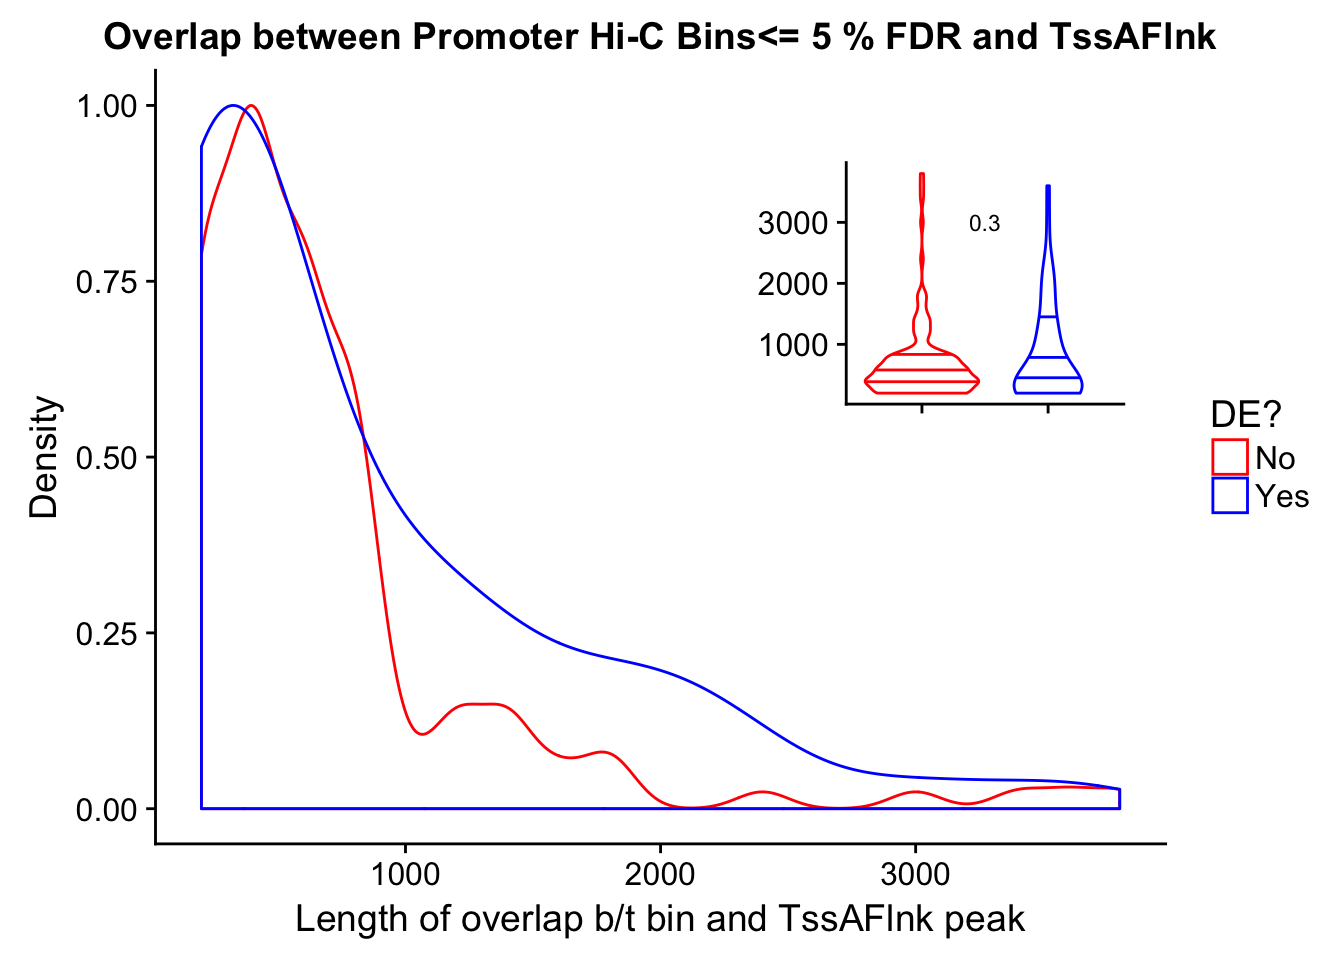 Overlap between Promoter Hi-C Bins<= 5 % FDR and TssAFlnk
1.00
0.75
0.50
0.25
0.00
Density
1000
2000
3000
Length of overlap b/t bin and TssAFlnk peak
3000
2000
1000
0.3
DE?
No
Yes